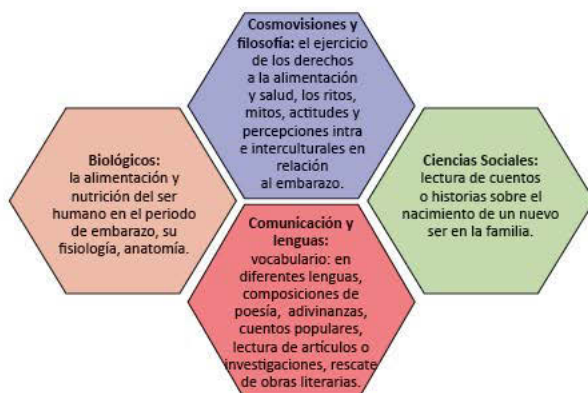 Cosmovisiones y
filosofía: el ejercicio
de los derechos
a la alimentación
y salud, los ritos,
mitos, actitudes y
percepciones intra
e interculturales en
relación
al embarazo.
Biológicos:
la alimentación y
nutrición del ser
humano en el periodo
de embarazo, su
fisiología, anatomía.
Ciencias Sociales:
lectura de cuentos
o historias sobre el
nacimiento de un nuevo
ser en la familia.
Comunicación y
lenguas:
vocabulario: en
diferentes lenguas,
composiciones de
poesía, adivinanzas,
cuentos populares,
lectura de artículos o
investigaciones, rescate
de obras literarias.